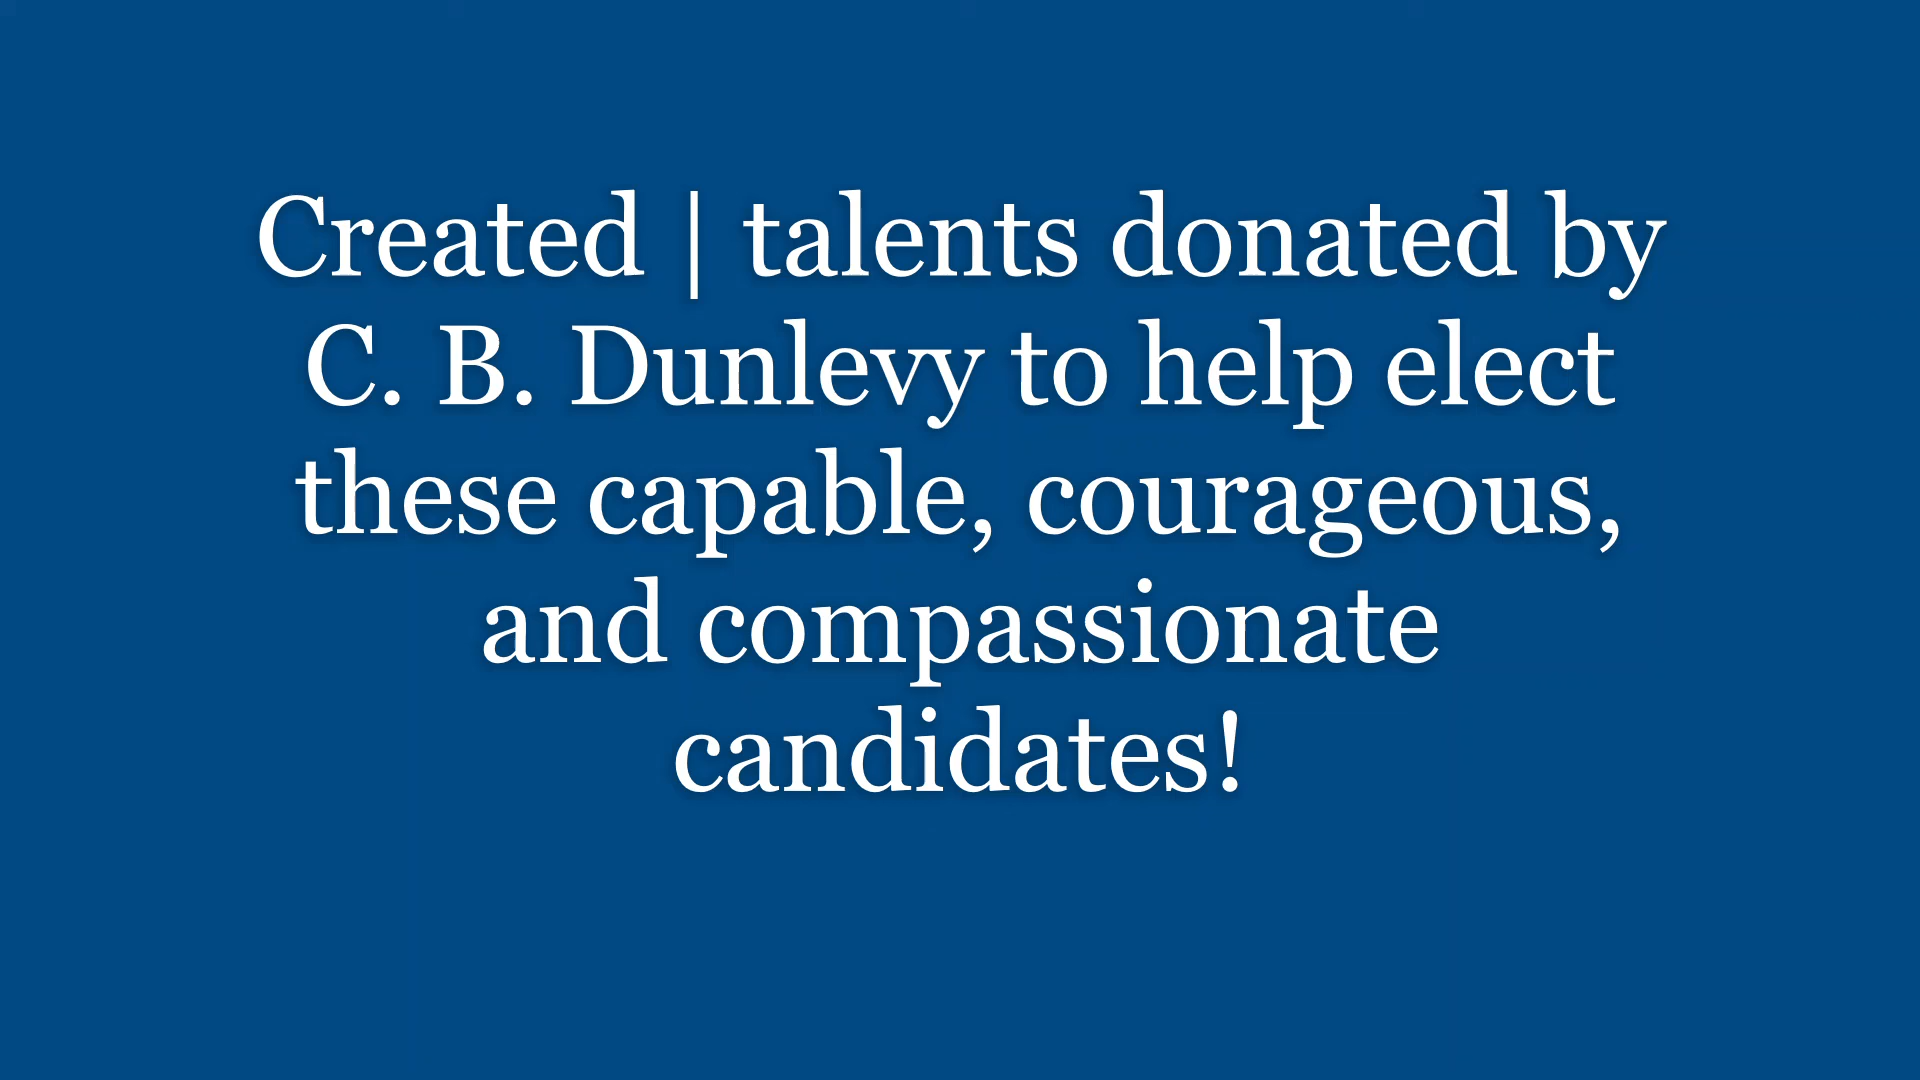 Created | talents donated by
C. B. Dunlevy to help elect
these capable, courageous,
and compassionate
candidates!